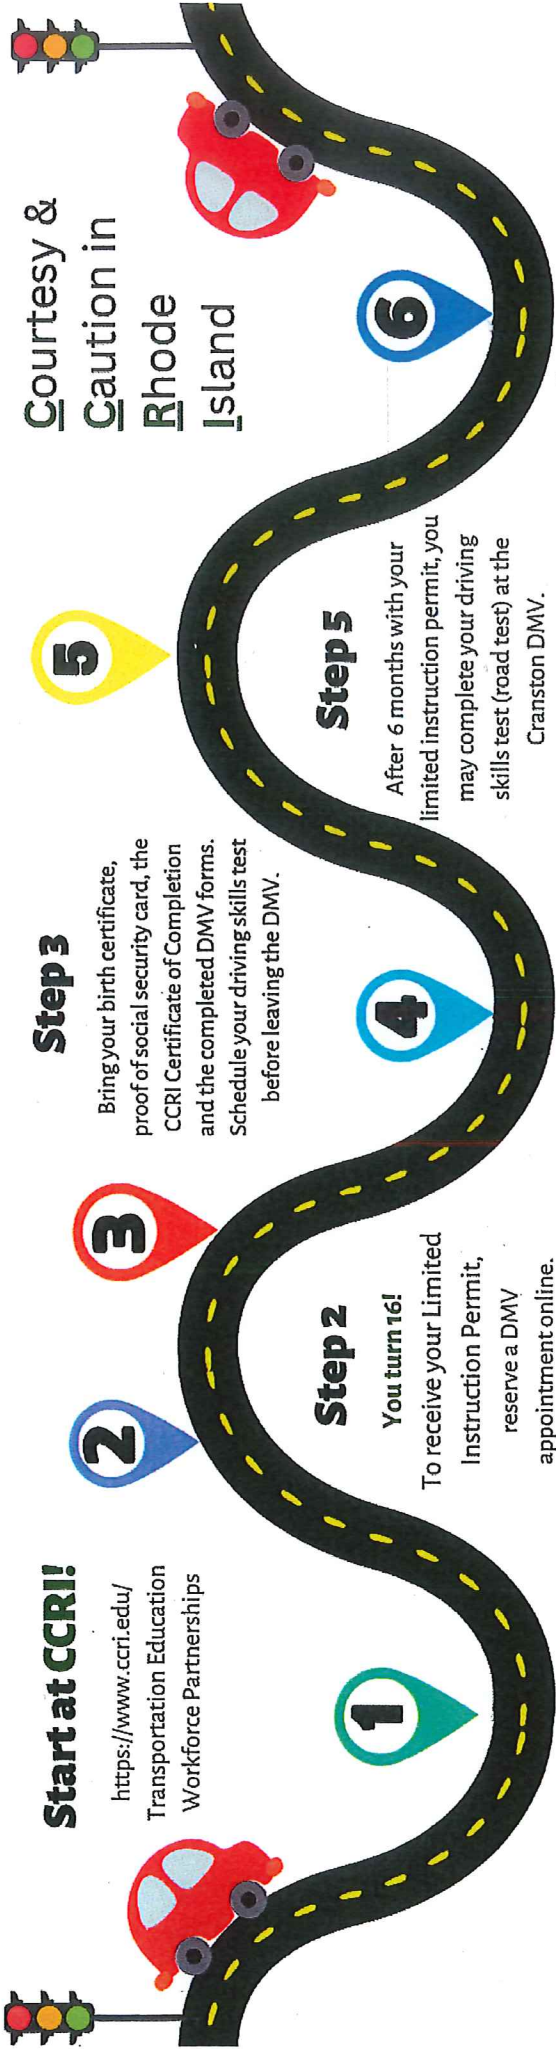 Start at CCRI!
https://www.ccri.edu/
Transportation Education
Workforce Partnerships
1
2
Step 2
You turn 16!
To receive your Limited
Instruction Permit,
reserve a DMV
appointment online.
3
Step 3
Bring your birth certificate,
proof of social security card, the
CCRI Certificate of Completion
and the completed DMV forms.
Schedule your driving skills test
before leaving the DMV.
4
5
Step 5
After 6 months with your
limited instruction permit, you
may complete your driving
skills test (road test) at the
Cranston DMV.
6
Courtesy &
Caution in
Rhode
Island